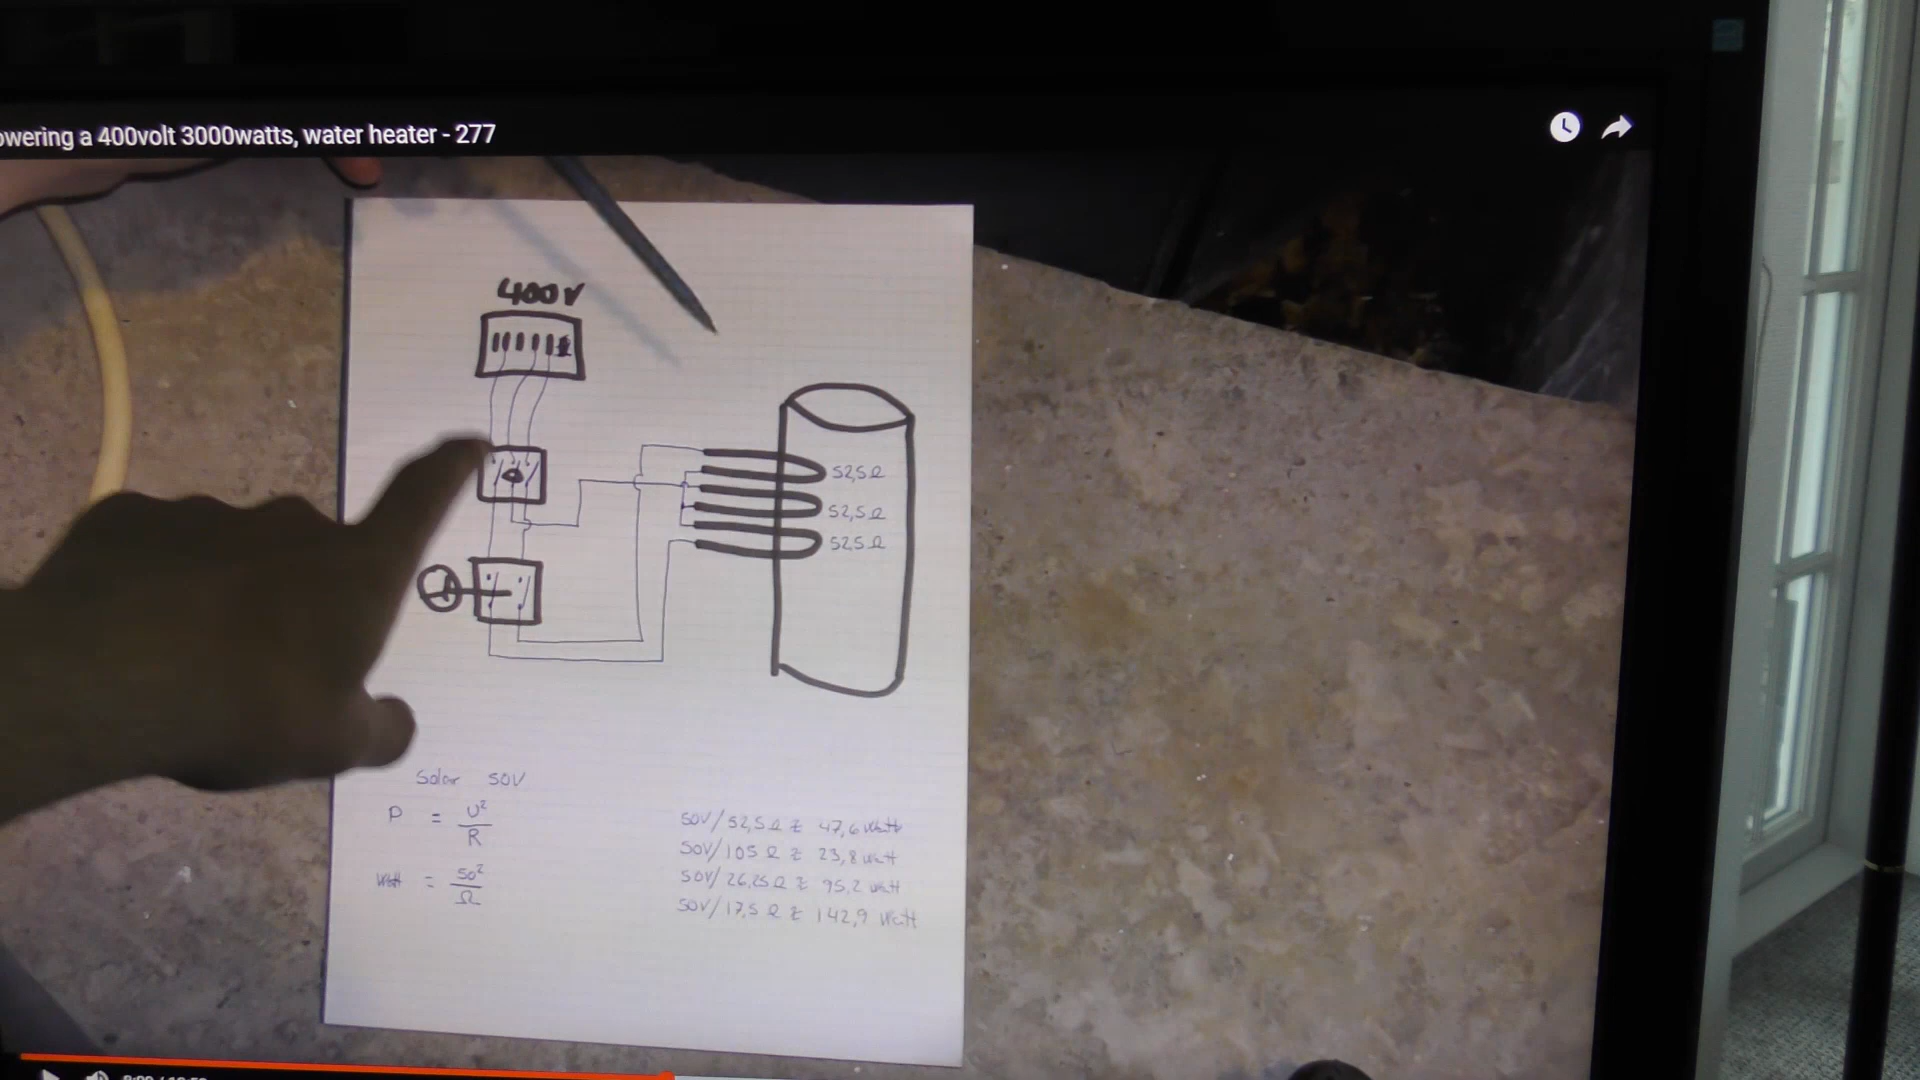 owering a 400volt 3000watts, water heater - 277
400V
52,5Ω
52,5Ω
52,5Ω
Solar 50V
P = U²
R
Watt = 50²
Ω
50V/52,5Ω ≈ 47,6 Watt
50V/105 Ω ≈ 23,8 watt
50V/26,25Ω ≈ 95,2 watt
50V/17,5 Ω ≈ 142,9 Watt